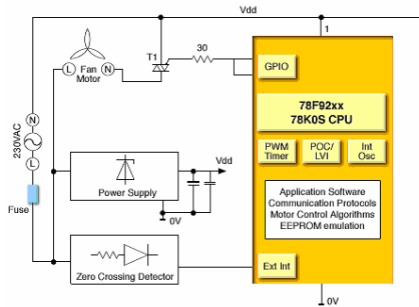 Vdd
1
T1
30
L
Fan
Motor
N
GPIO
78F92xx
78K0S CPU
N
230VAC
L
Fuse
PWM
Timer
POC/
LVI
Int
Osc
Vdd
Power Supply
0V
Application Software
Communication Protocols
Motor Control Algorithms
EEPROM emulation
Zero Crossing Detector
Ext Int
0V